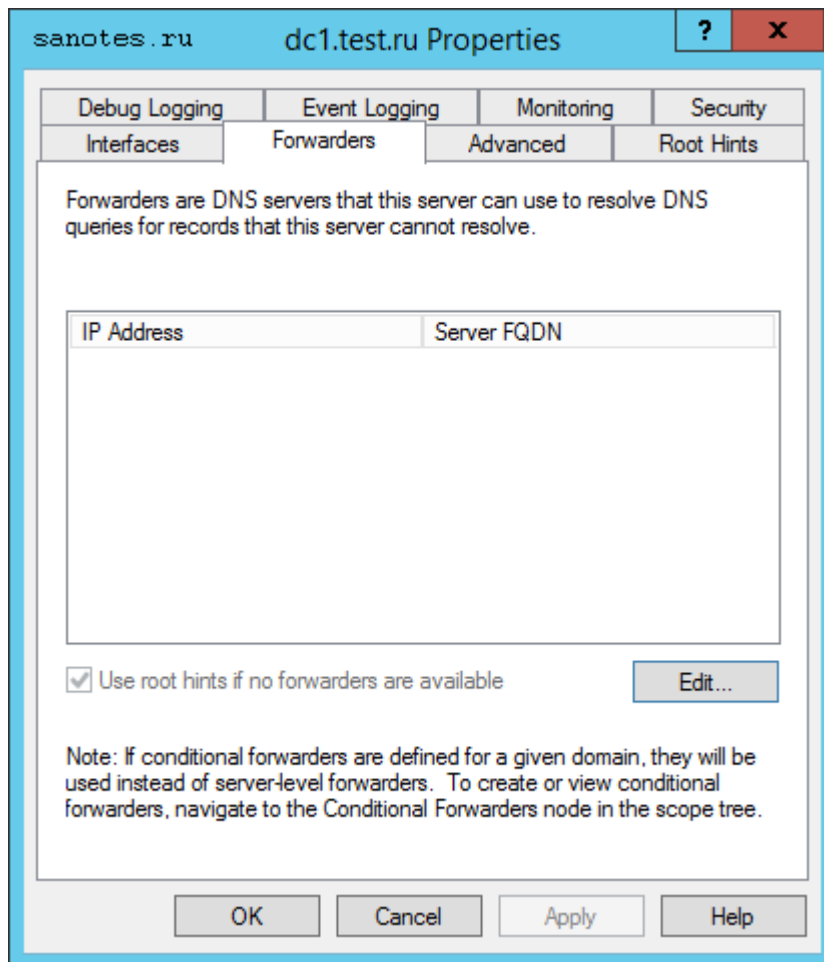 sanotes.ru dc1.test.ru Properties ? x
Debug Logging Event Logging Monitoring Security
Interfaces Forwarders Advanced Root Hints
Forwarders are DNS servers that this server can use to resolve DNS
queries for records that this server cannot resolve.
IP Address Server FQDN
Use root hints if no forwarders are available Edit...
Note: If conditional forwarders are defined for a given domain, they will be
used instead of server-level forwarders. To create or view conditional
forwarders, navigate to the Conditional Forwarders node in the scope tree.
OK Cancel Apply Help